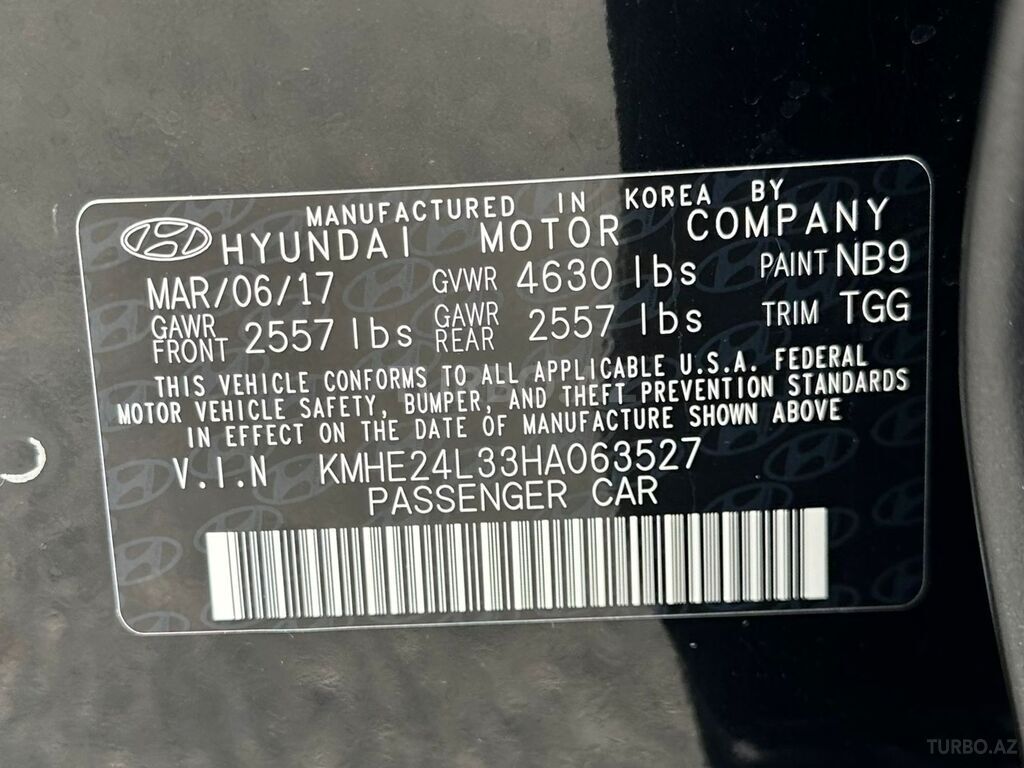 MANUFACTURED IN KOREA BY
HYUNDAI MOTOR COMPANY
MAR/06/17 GVWR 4630 lbs PAINT NB9
GAWR FRONT 2557 lbs GAWR REAR 2557 lbs TRIM TGG
THIS VEHICLE CONFORMS TO ALL APPLICABLE U.S.A. FEDERAL
MOTOR VEHICLE SAFETY, BUMPER, AND THEFT PREVENTION STANDARDS
IN EFFECT ON THE DATE OF MANUFACTURE SHOWN ABOVE
V.I.N KMHE24L33HA063527
PASSENGER CAR
TURBO.AZ